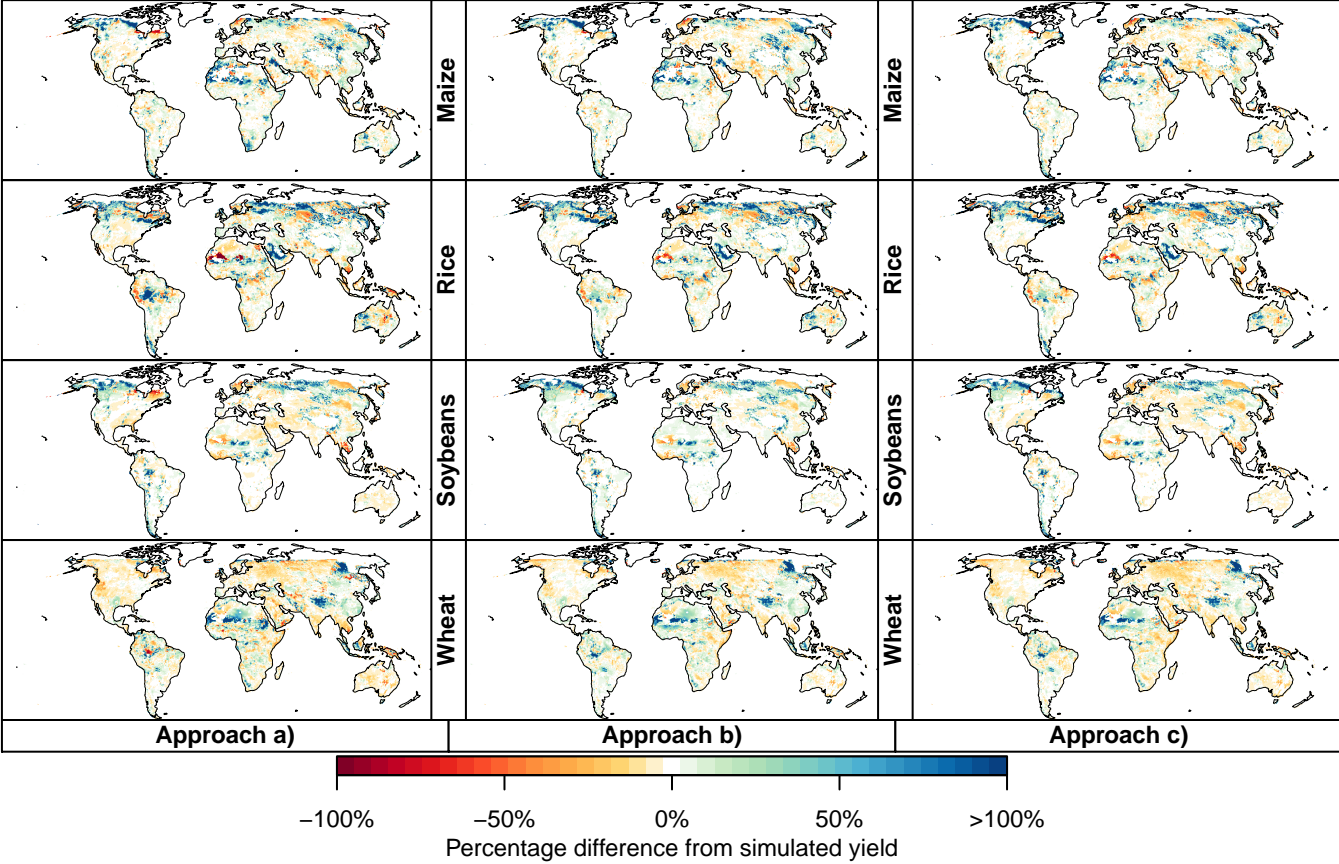 Maize
Maize
Rice
Rice
Soybeans
Soybeans
Wheat
Wheat
Approach a)
Approach b)
Approach c)
−100%
−50%
0%
50%
>100%
Percentage difference from simulated yield